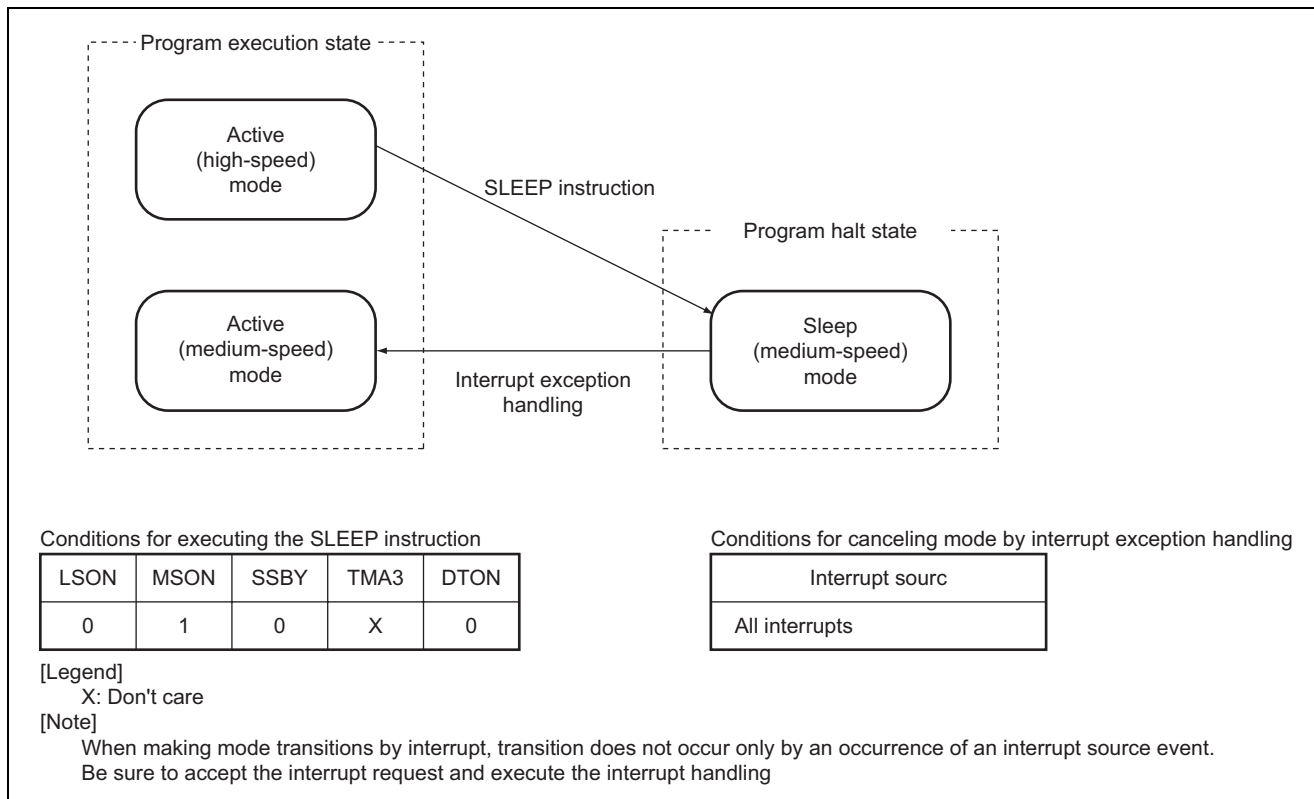 Program execution state
Active
(high-speed)
mode
SLEEP instruction
Program halt state
Active
(medium-speed)
mode
Sleep
(medium-speed)
mode
Interrupt exception
handling
Conditions for executing the SLEEP instruction
LSON MSON SSBY TMA3 DTON
0 1 0 X 0
Conditions for canceling mode by interrupt exception handling
Interrupt sourc
All interrupts
[Legend]
X: Don't care
[Note]
When making mode transitions by interrupt, transition does not occur only by an occurrence of an interrupt source event.
Be sure to accept the interrupt request and execute the interrupt handling